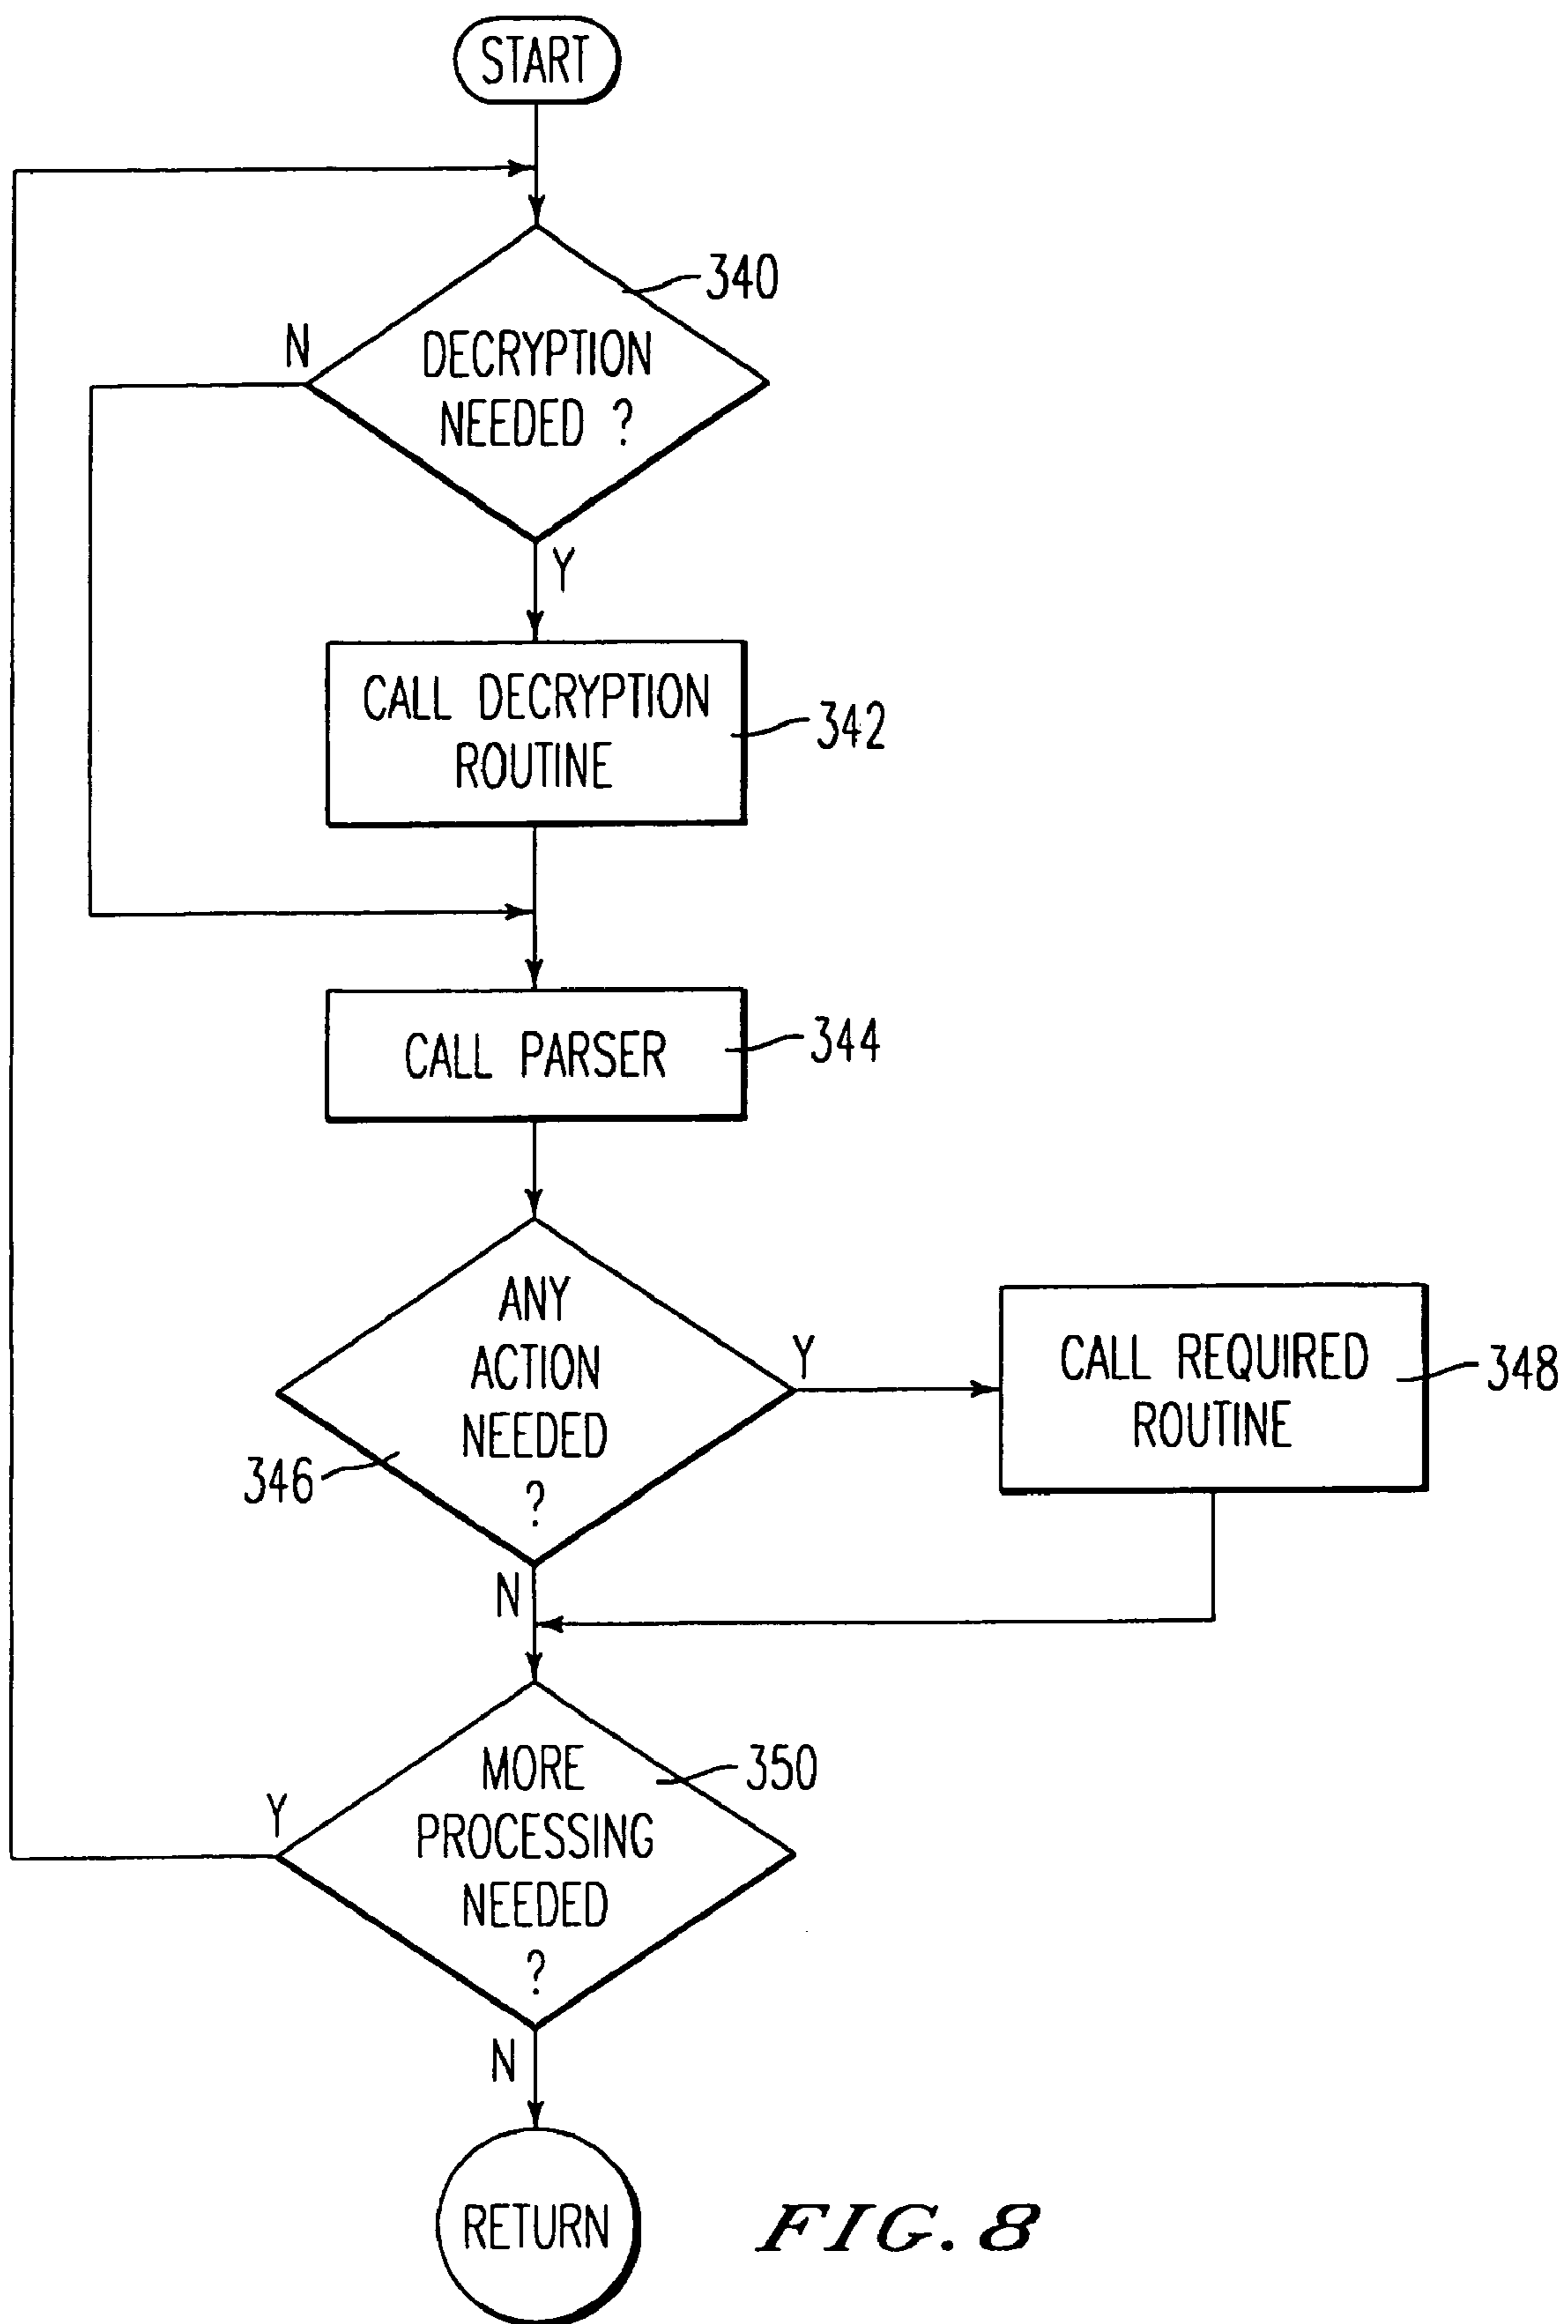 START
340
N
DECRYPTION
NEEDED ?
Y
CALL DECRYPTION
ROUTINE
342
CALL PARSER
344
ANY
ACTION
NEEDED
?
346
Y
CALL REQUIRED
ROUTINE
348
N
MORE
PROCESSING
NEEDED
?
350
Y
N
RETURN
FIG. 8